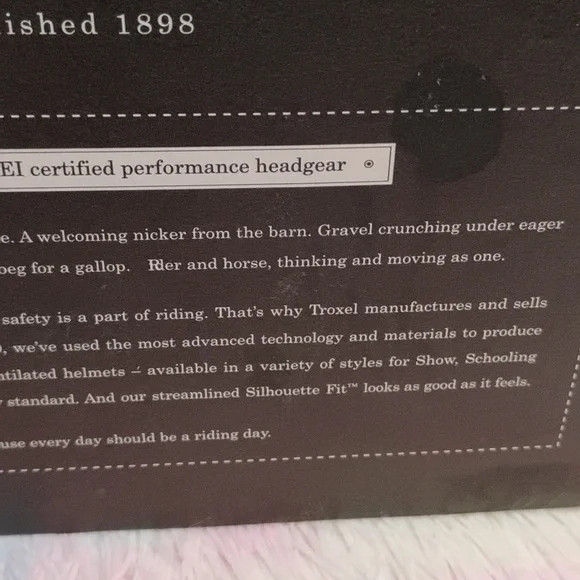 ished 1898
EI certified performance headgear
e. A welcoming nicker from the barn. Gravel crunching under eager
beg for a gallop. Rider and horse, thinking and moving as one.
safety is a part of riding. That's why Troxel manufactures and sells
, we've used the most advanced technology and materials to produce
ntilated helmets – available in a variety of styles for Show, Schooling
standard. And our streamlined Silhouette Fit™ looks as good as it feels.
use every day should be a riding day.